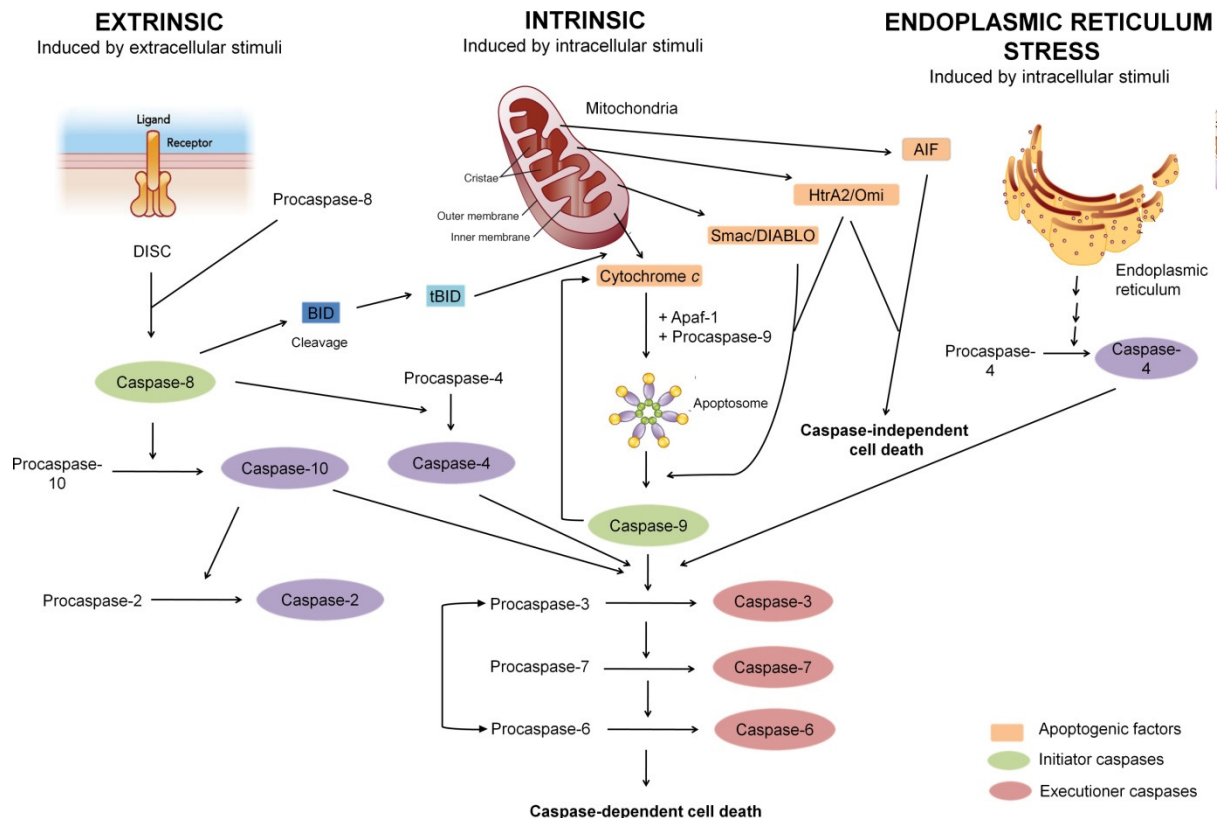 EXTRINSIC
Induced by extracellular stimuli
INTRINSIC
Induced by intracellular stimuli
ENDOPLASMIC RETICULUM
STRESS
Induced by intracellular stimuli
Ligand
Receptor
Procaspase-8
DISC
BID
Cleavage
tBID
Caspase-8
Procaspase-4
Procaspase-
10
Caspase-10
Caspase-4
Procaspase-2
Caspase-2
Mitochondria
Cristae
Outer membrane
Inner membrane
AIF
HtrA2/Omi
Smac/DIABLO
Cytochrome c
+ Apaf-1
+ Procaspase-9
Apoptosome
Caspase-9
Caspase-independent
cell death
Endoplasmic
reticulum
Procaspase-
4
Caspase-
4
Procaspase-3
Caspase-3
Procaspase-7
Caspase-7
Procaspase-6
Caspase-6
Caspase-dependent cell death
Apoptogenic factors
Initiator caspases
Executioner caspases